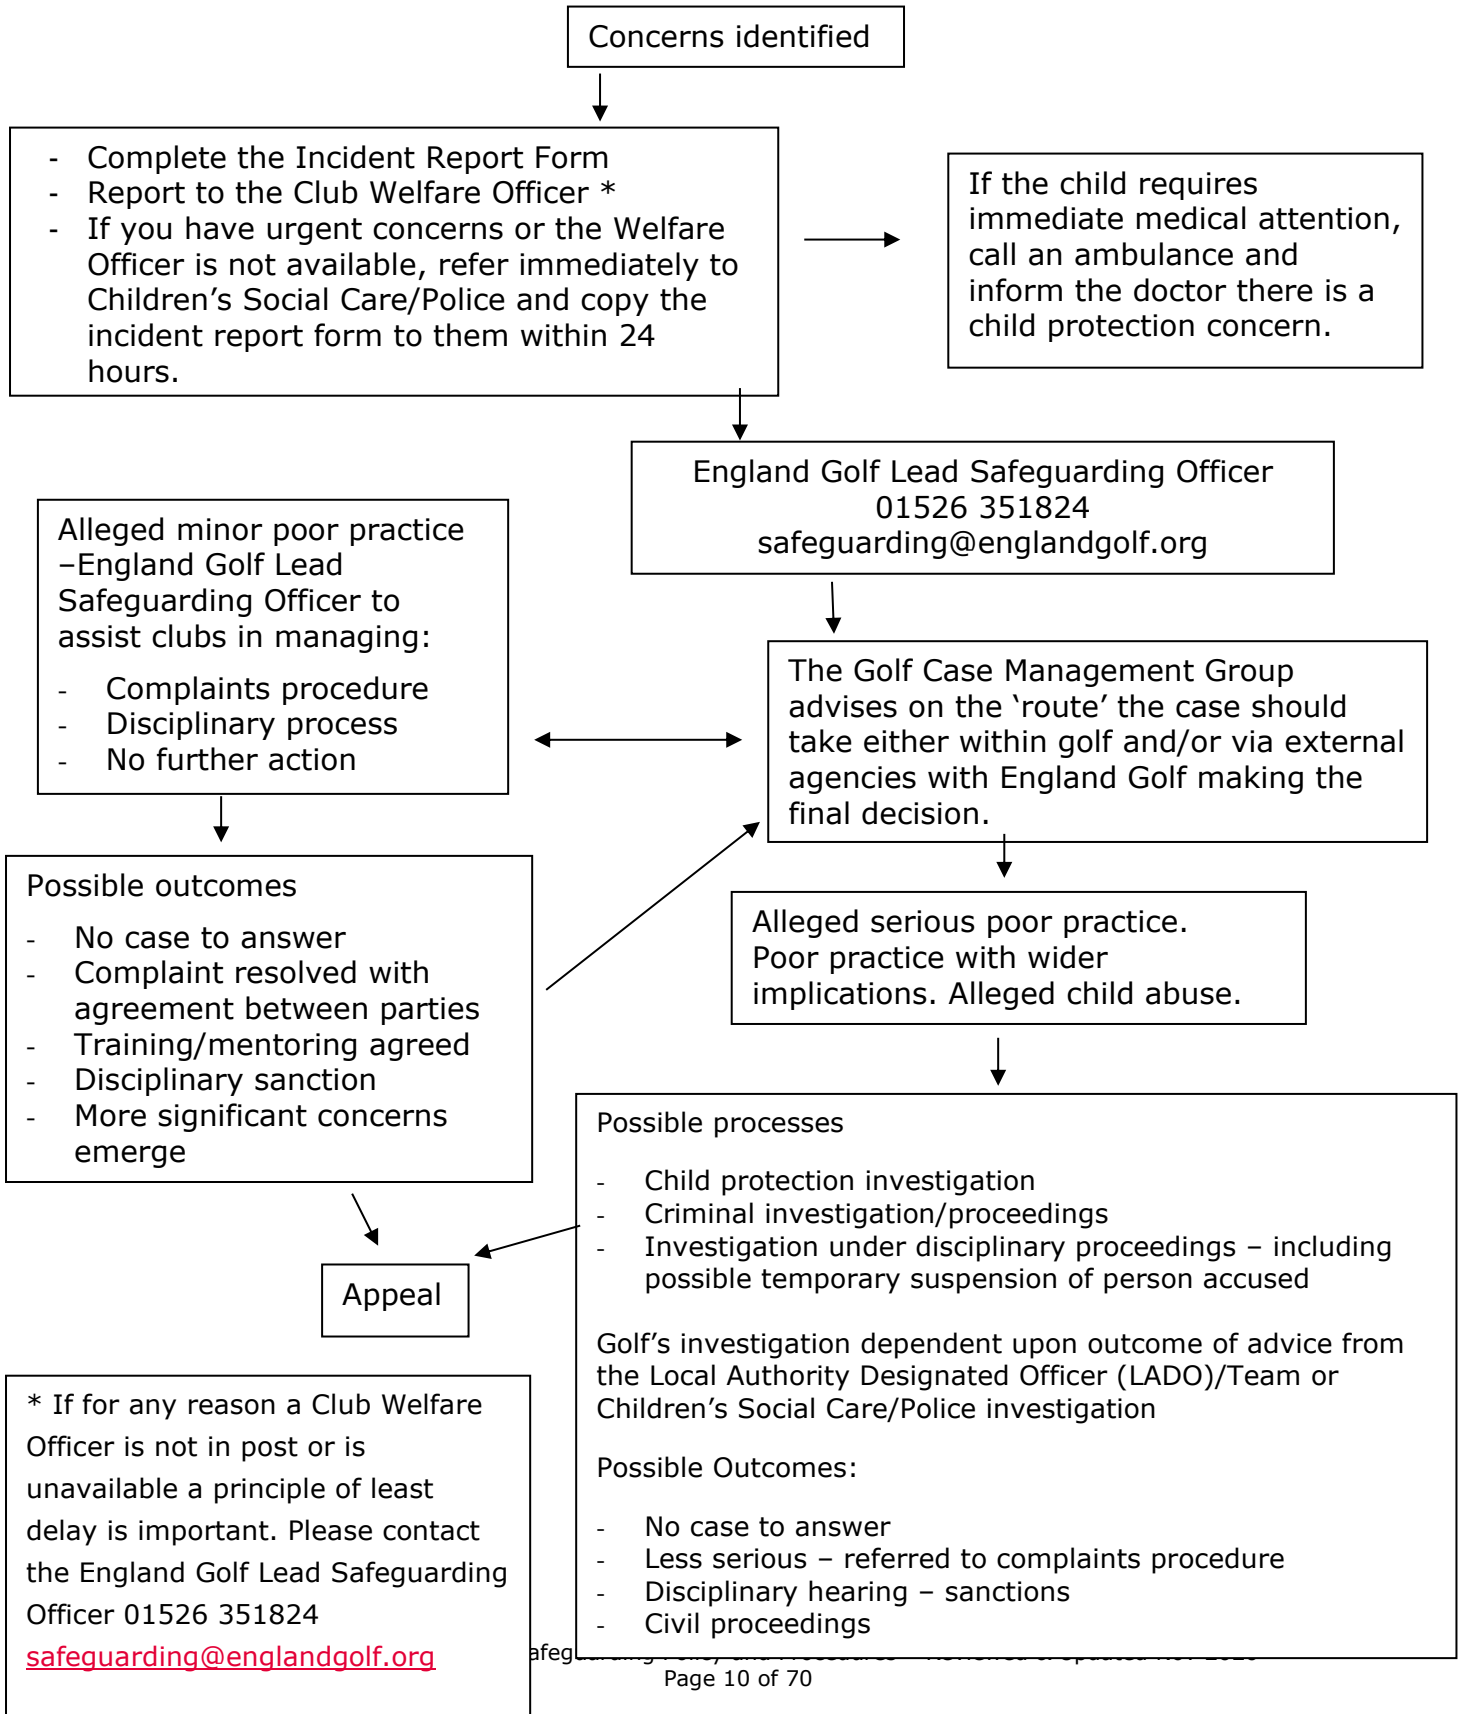 Concerns identified
- Complete the Incident Report Form
- Report to the Club Welfare Officer *
- If you have urgent concerns or the Welfare
Officer is not available, refer immediately to
Children’s Social Care/Police and copy the
incident report form to them within 24
hours.
If the child requires
immediate medical attention,
call an ambulance and
inform the doctor there is a
child protection concern.
England Golf Lead Safeguarding Officer
01526 351824
safeguarding@englandgolf.org
Alleged minor poor practice
–England Golf Lead
Safeguarding Officer to
assist clubs in managing:
- Complaints procedure
- Disciplinary process
- No further action
The Golf Case Management Group
advises on the ‘route’ the case should
take either within golf and/or via external
agencies with England Golf making the
final decision.
Possible outcomes
- No case to answer
- Complaint resolved with
agreement between parties
- Training/mentoring agreed
- Disciplinary sanction
- More significant concerns
emerge
Alleged serious poor practice.
Poor practice with wider
implications. Alleged child abuse.
Possible processes
- Child protection investigation
- Criminal investigation/proceedings
- Investigation under disciplinary proceedings – including
possible temporary suspension of person accused
Golf’s investigation dependent upon outcome of advice from
the Local Authority Designated Officer (LADO)/Team or
Children’s Social Care/Police investigation
Possible Outcomes:
- No case to answer
- Less serious – referred to complaints procedure
- Disciplinary hearing – sanctions
- Civil proceedings
Appeal
* If for any reason a Club Welfare
Officer is not in post or is
unavailable a principle of least
delay is important. Please contact
the England Golf Lead Safeguarding
Officer 01526 351824
safeguarding@englandgolf.org
Page 10 of 70